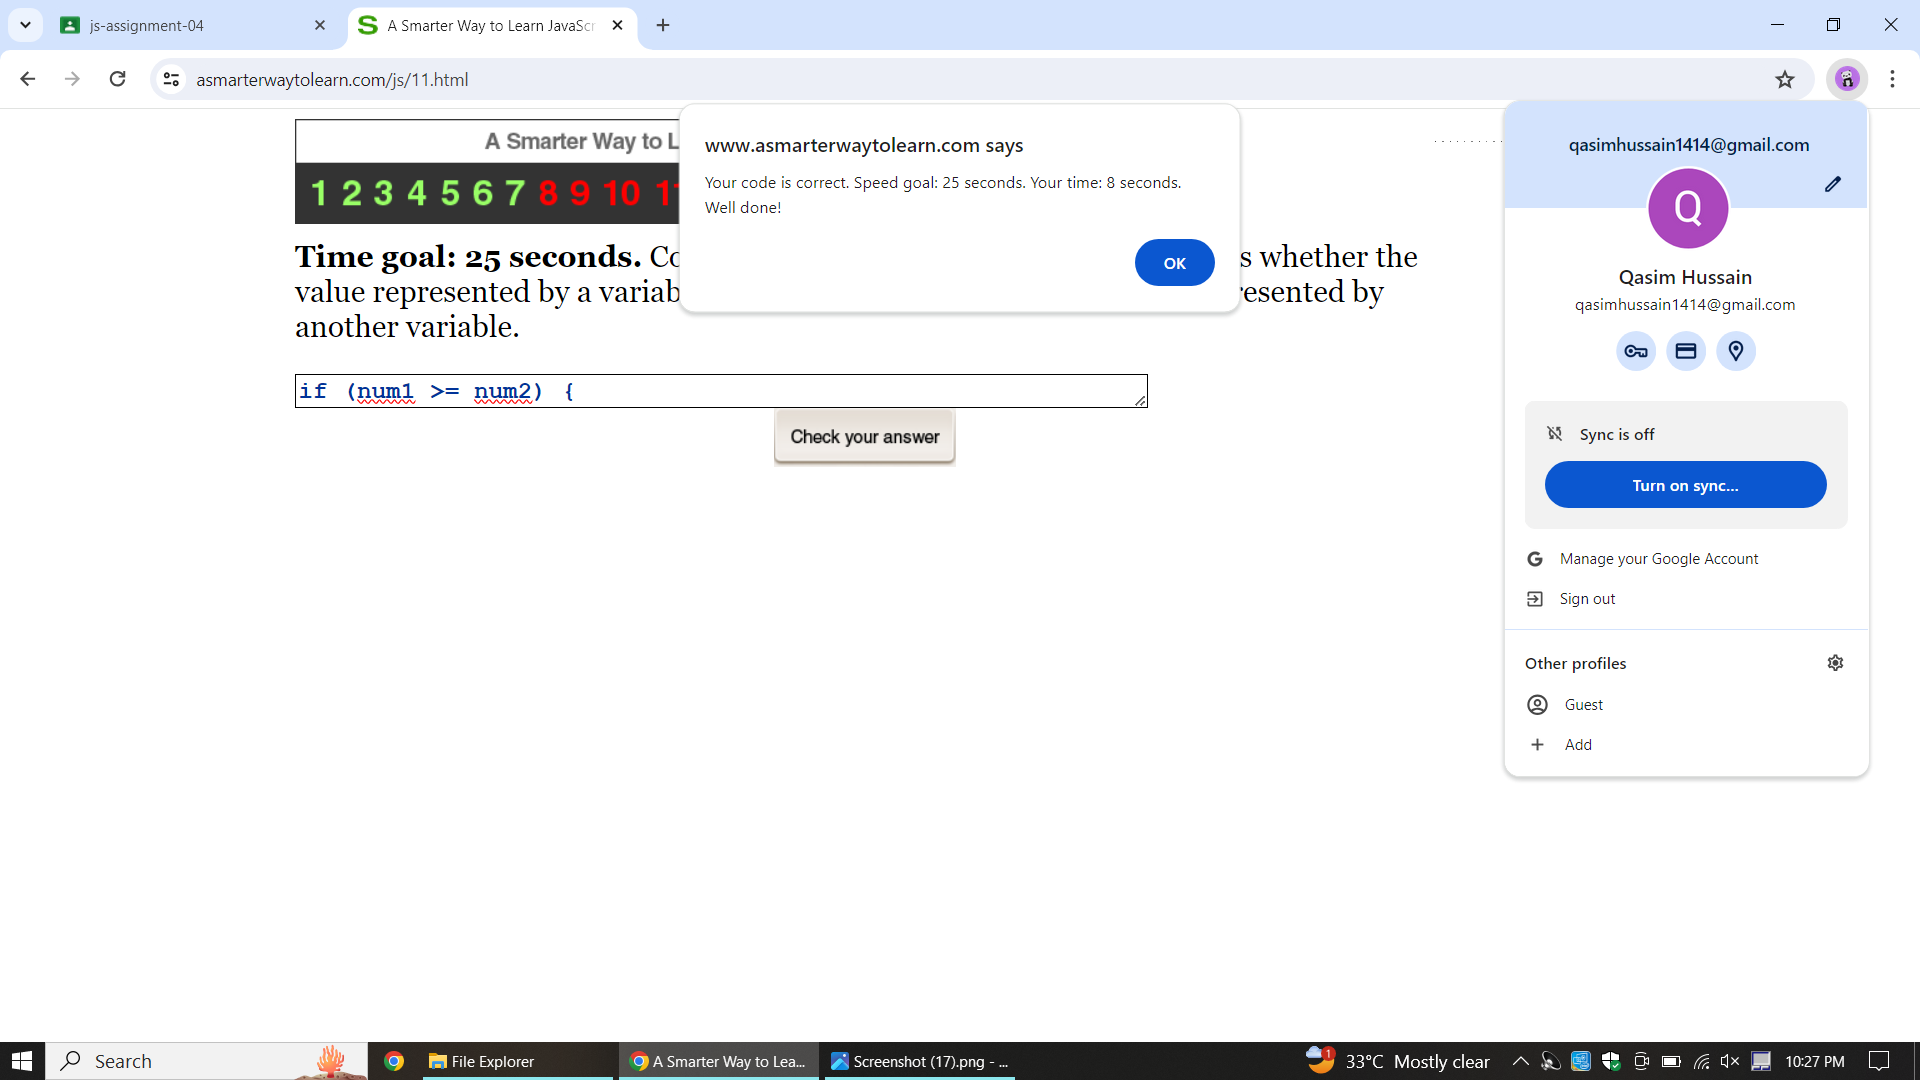 js-assignment-04
A Smarter Way to Learn JavaScr
asmarterwaytolearn.com/js/11.html
A Smarter Way to L
1 2 3 4 5 6 7 8 9 10 11
www.asmarterwaytolearn.com says
Your code is correct. Speed goal: 25 seconds. Your time: 8 seconds.
Well done!
OK
Time goal: 25 seconds. Co s whether the
value represented by a variab resented by
another variable.
if (num1 >= num2) {
Check your answer
qasimhussain1414@gmail.com
Q
Qasim Hussain
qasimhussain1414@gmail.com
Sync is off
Turn on sync...
G Manage your Google Account
Sign out
Other profiles
Guest
Add
Search
File Explorer
A Smarter Way to Lea...
Screenshot (17).png - ...
1
33°C Mostly clear
10:27 PM